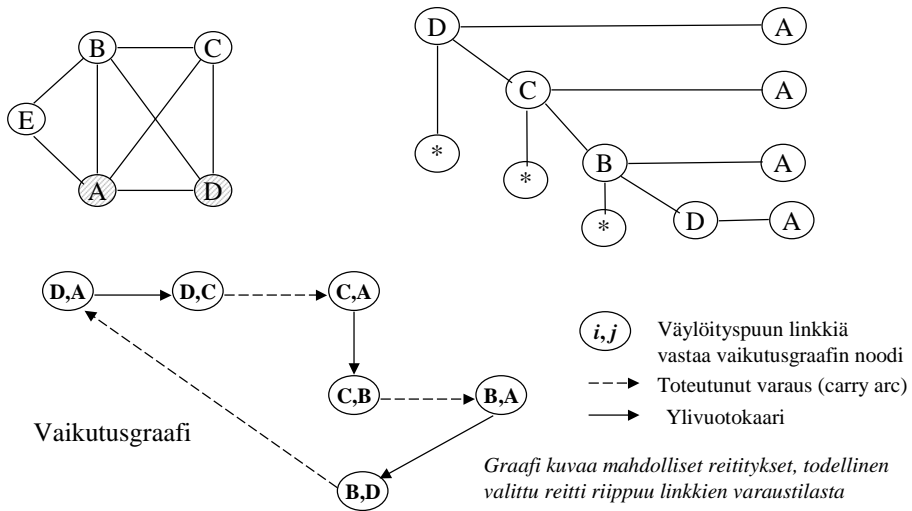 B
C
E
A
D
D
A
C
A
*
*
B
A
*
D
A
D,A
D,C
C,A
C,B
B,A
B,D
Vaikutusgraafi
i,j
Väylöityspuun linkkiä
vastaa vaikutusgraafin noodi
Toteutunut varaus (carry arc)
Ylivuotokaari
Graafi kuvaa mahdolliset reititykset, todellinen
valittu reitti riippuu linkkien varaustilasta